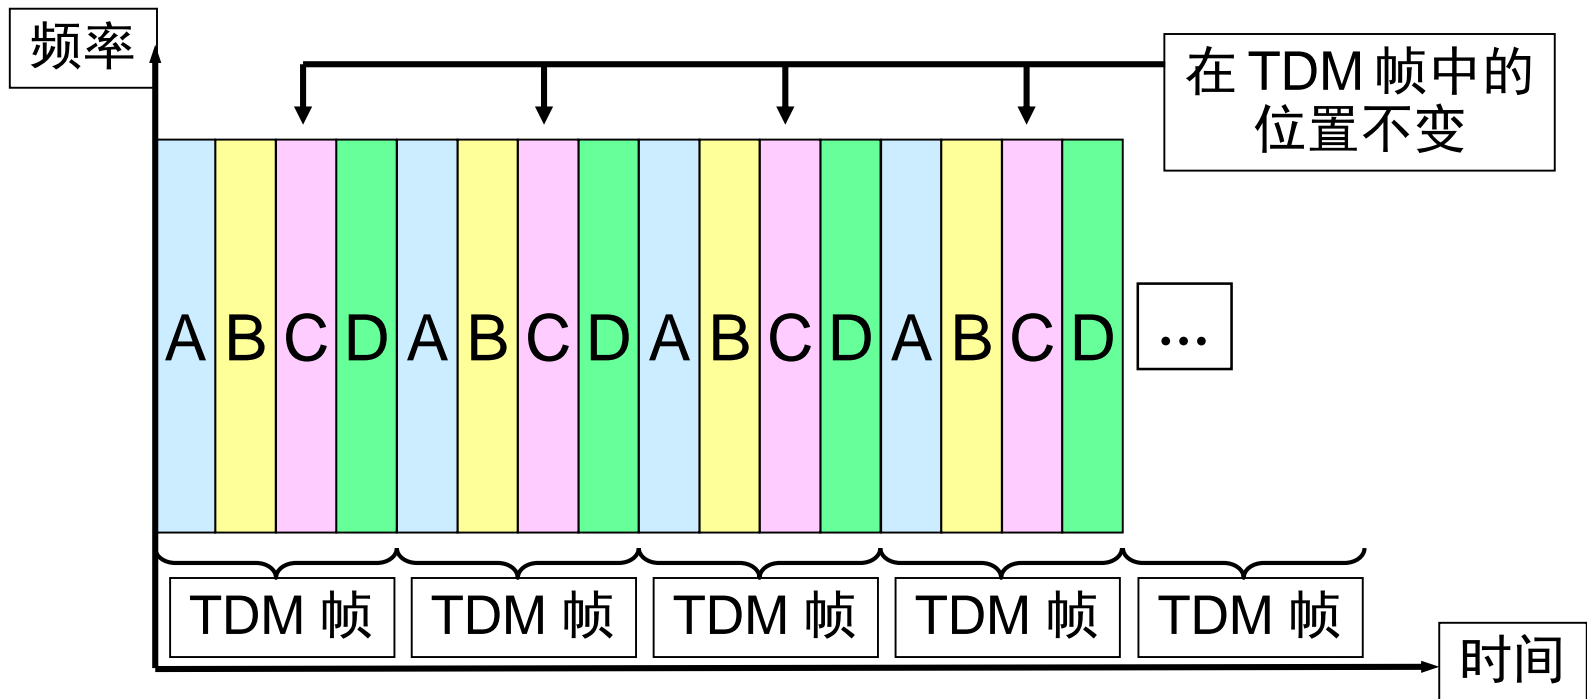 频率
在 TDM 帧中的
位置不变
A B C D A B C D A B C D A B C D …
TDM 帧 TDM 帧 TDM 帧 TDM 帧 TDM 帧
时间